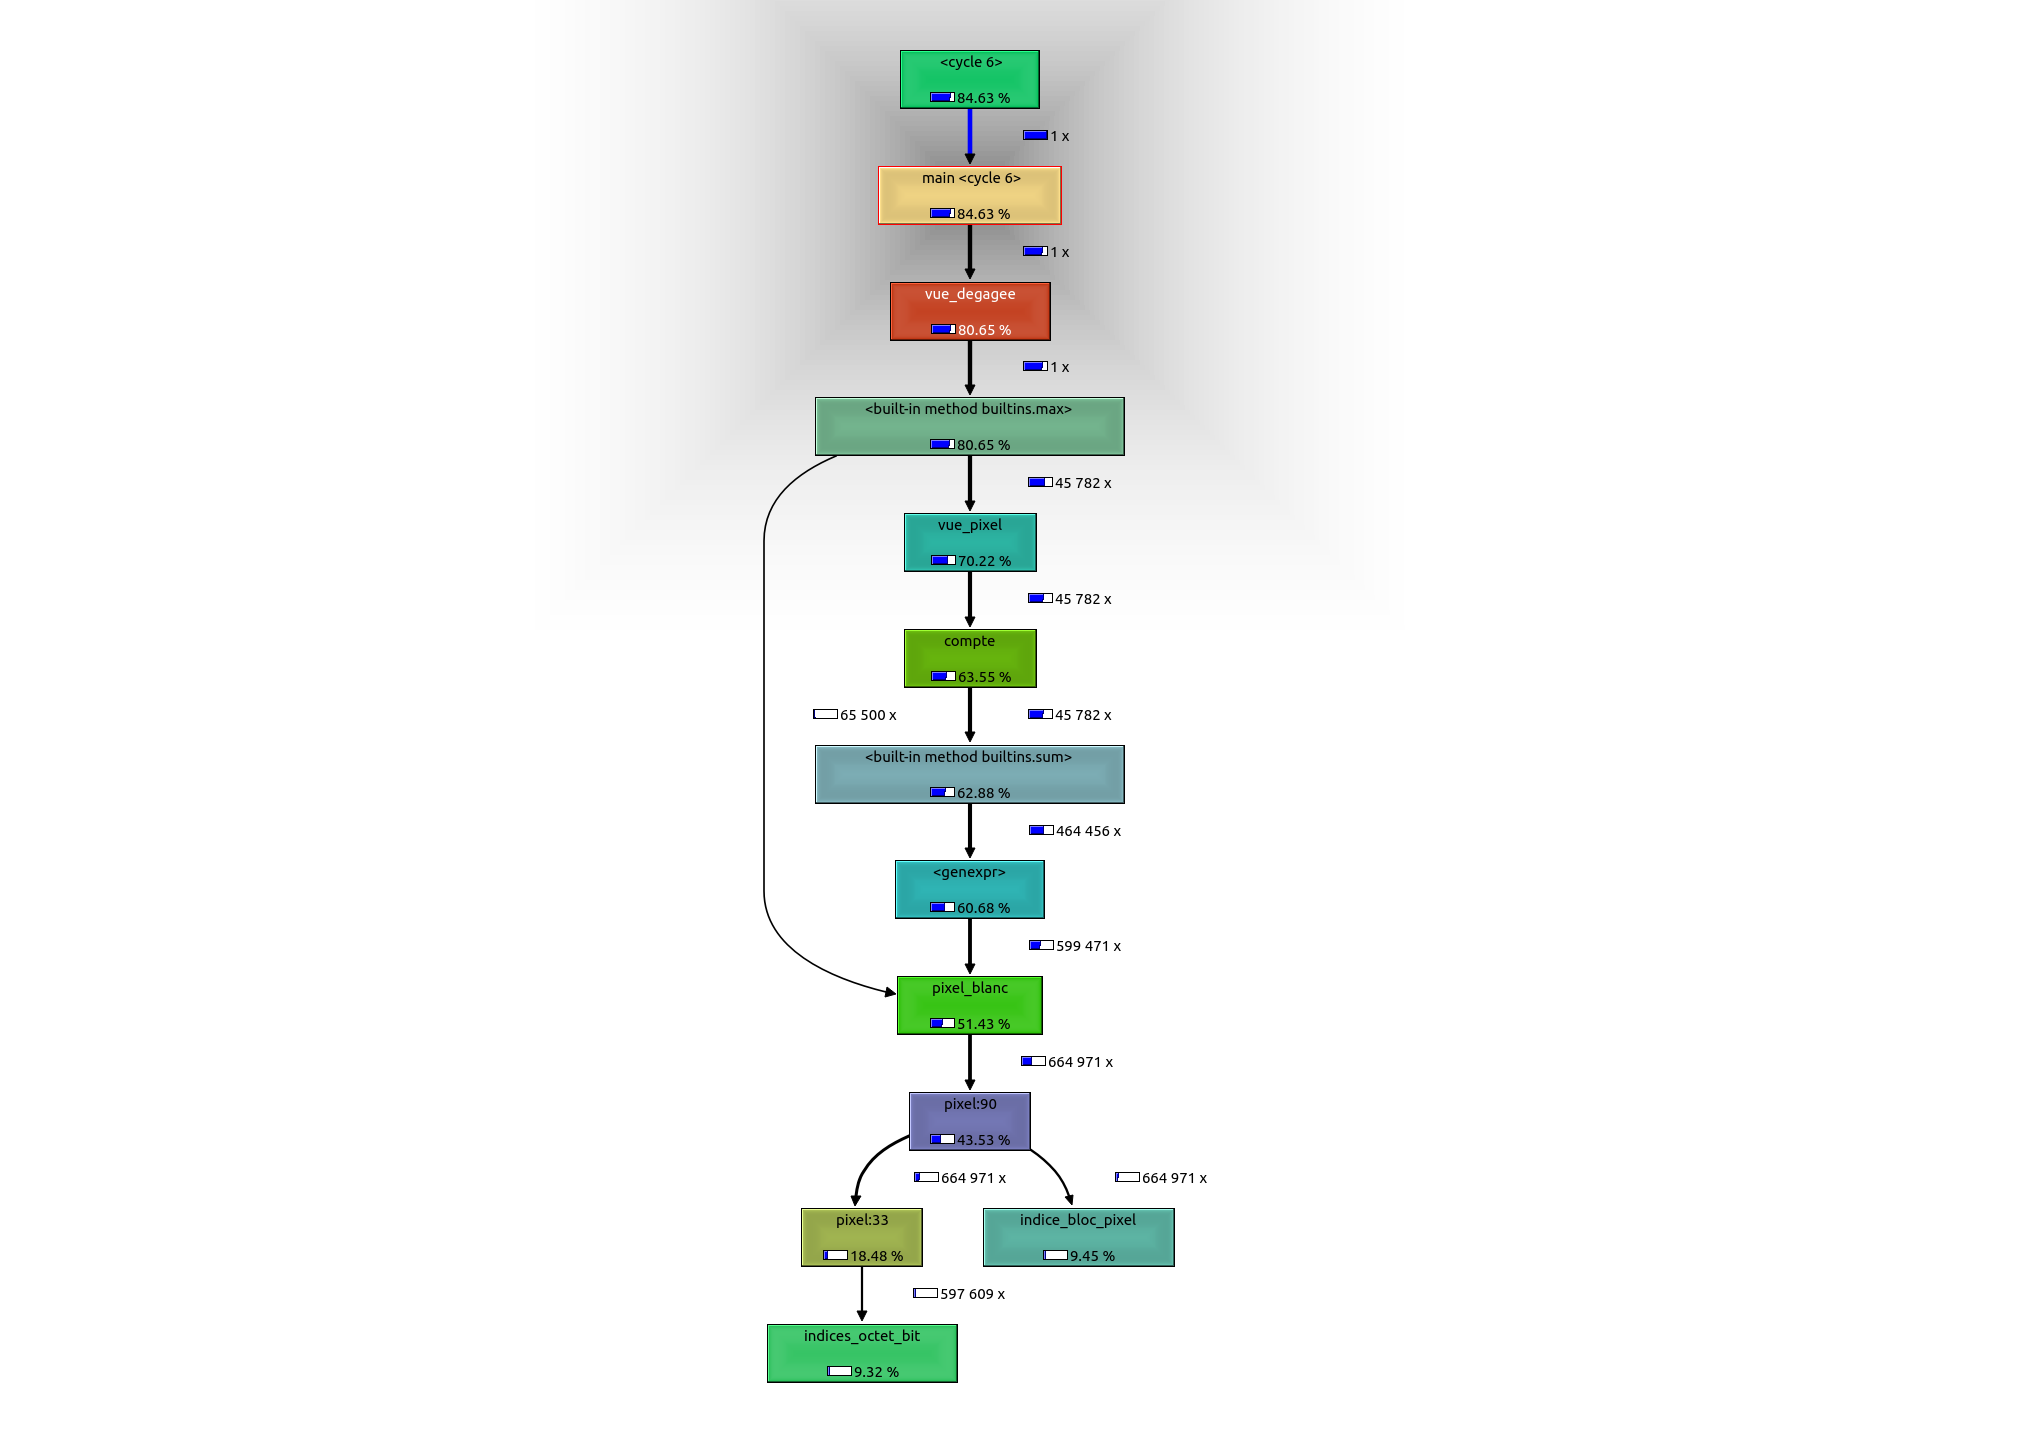 <cycle 6>
84.63 %
1 x
main <cycle 6>
84.63 %
1 x
vue_degagee
80.65 %
1 x
<built-in method builtins.max>
80.65 %
45 782 x
vue_pixel
70.22 %
45 782 x
compte
63.55 %
65 500 x
45 782 x
<built-in method builtins.sum>
62.88 %
464 456 x
<genexpr>
60.68 %
599 471 x
pixel_blanc
51.43 %
664 971 x
pixel:90
43.53 %
664 971 x
664 971 x
pixel:33
18.48 %
indice_bloc_pixel
9.45 %
597 609 x
indices_octet_bit
9.32 %